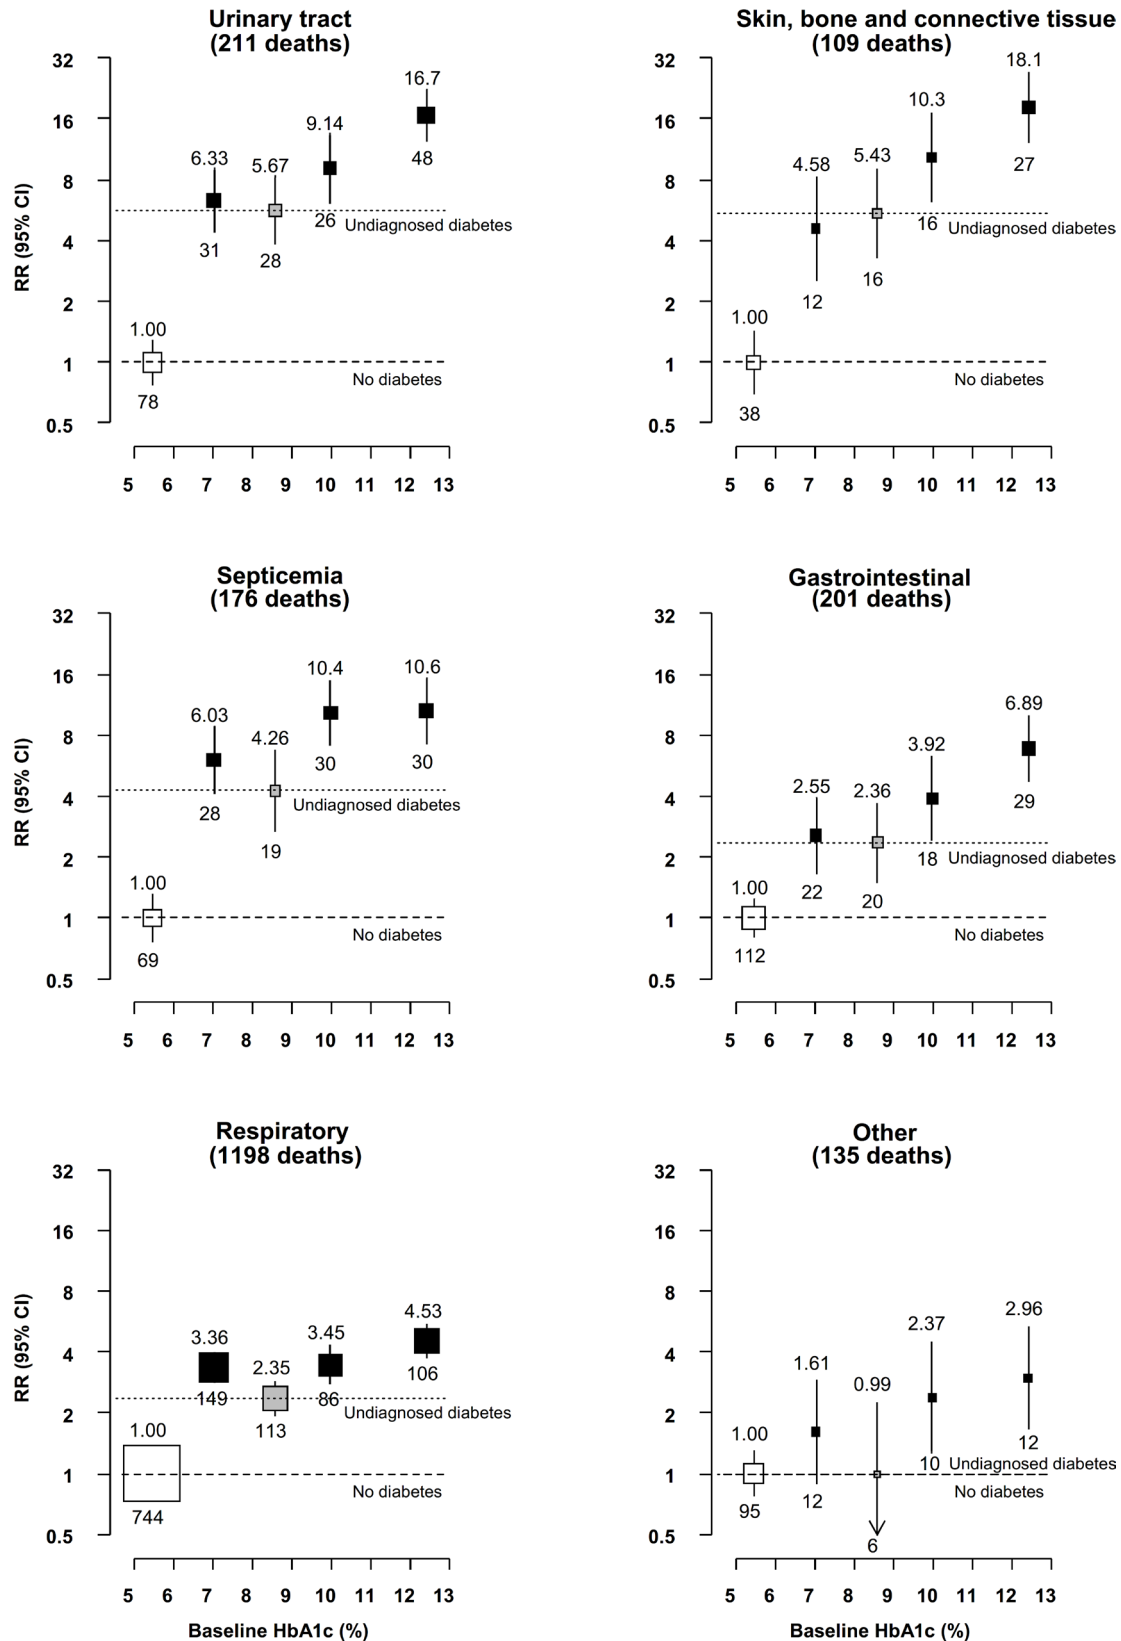 Urinary tract
(211 deaths)
32
16
8
4
2
1
0.5
RR (95% CI)
1.00
78
6.33
31
5.67
28
9.14
26
16.7
48
Undiagnosed diabetes
No diabetes
5 6 7 8 9 10 11 12 13
Skin, bone and connective tissue
(109 deaths)
32
16
8
4
2
1
0.5
1.00
38
4.58
12
5.43
16
10.3
16
18.1
27
Undiagnosed diabetes
No diabetes
5 6 7 8 9 10 11 12 13
Septicemia
(176 deaths)
32
16
8
4
2
1
0.5
RR (95% CI)
1.00
69
6.03
28
4.26
19
10.4
30
10.6
30
Undiagnosed diabetes
No diabetes
5 6 7 8 9 10 11 12 13
Gastrointestinal
(201 deaths)
32
16
8
4
2
1
0.5
1.00
112
2.55
22
2.36
20
3.92
18
6.89
29
Undiagnosed diabetes
No diabetes
5 6 7 8 9 10 11 12 13
Respiratory
(1198 deaths)
32
16
8
4
2
1
0.5
RR (95% CI)
1.00
744
3.36
149
2.35
113
3.45
86
4.53
106
Undiagnosed diabetes
No diabetes
5 6 7 8 9 10 11 12 13
Baseline HbA1c (%)
Other
(135 deaths)
32
16
8
4
2
1
0.5
1.00
95
1.61
12
0.99
6
2.37
10
2.96
12
Undiagnosed diabetes
No diabetes
5 6 7 8 9 10 11 12 13
Baseline HbA1c (%)